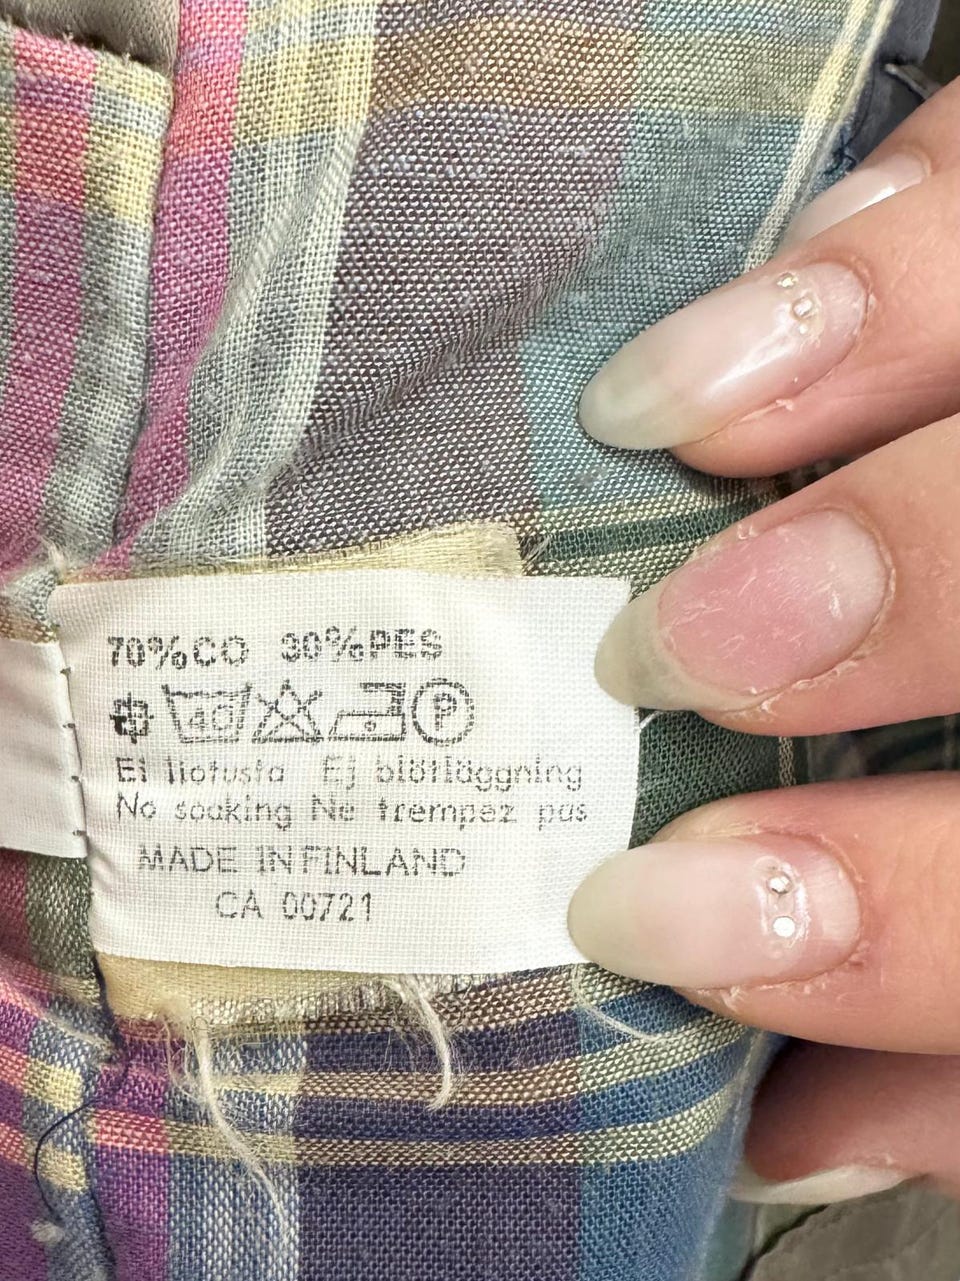 70%CO 30%PES
40 P
Ei liotusta Ej blötläggning
No soaking Ne trempez pas
MADE IN FINLAND
CA 00721